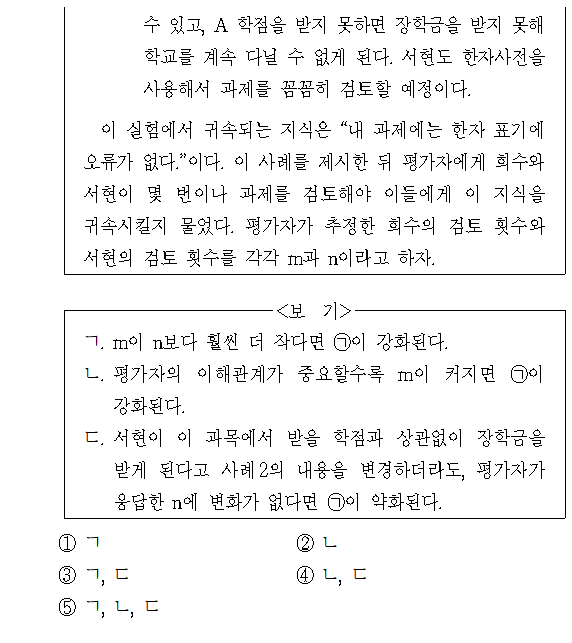 수 있고, A 학점을 받지 못하면 장학금을 받지 못해
학교를 계속 다닐 수 없게 된다. 서현도 한자사전을
사용해서 과제를 꼼꼼히 검토할 예정이다.
이 실험에서 귀속되는 지식은 “내 과제에는 한자 표기에
오류가 없다.”이다. 이 사례를 제시한 뒤 평가자에게 희수와
서현이 몇 번이나 과제를 검토해야 이들에게 이 지식을
귀속시킬지 물었다. 평가자가 추정한 희수의 검토 횟수와
서현의 검토 횟수를 각각 m과 n이라고 하자.
<보 기>
ㄱ. m이 n보다 훨씬 더 작다면 ㉠이 강화된다.
ㄴ. 평가자의 이해관계가 중요할수록 m이 커지면 ㉠이
강화된다.
ㄷ. 서현이 이 과목에서 받을 학점과 상관없이 장학금을
받게 된다고 사례 2의 내용을 변경하더라도, 평가자가
응답한 n에 변화가 없다면 ㉠이 약화된다.
① ㄱ ② ㄴ
③ ㄱ, ㄷ ④ ㄴ, ㄷ
⑤ ㄱ, ㄴ, ㄷ